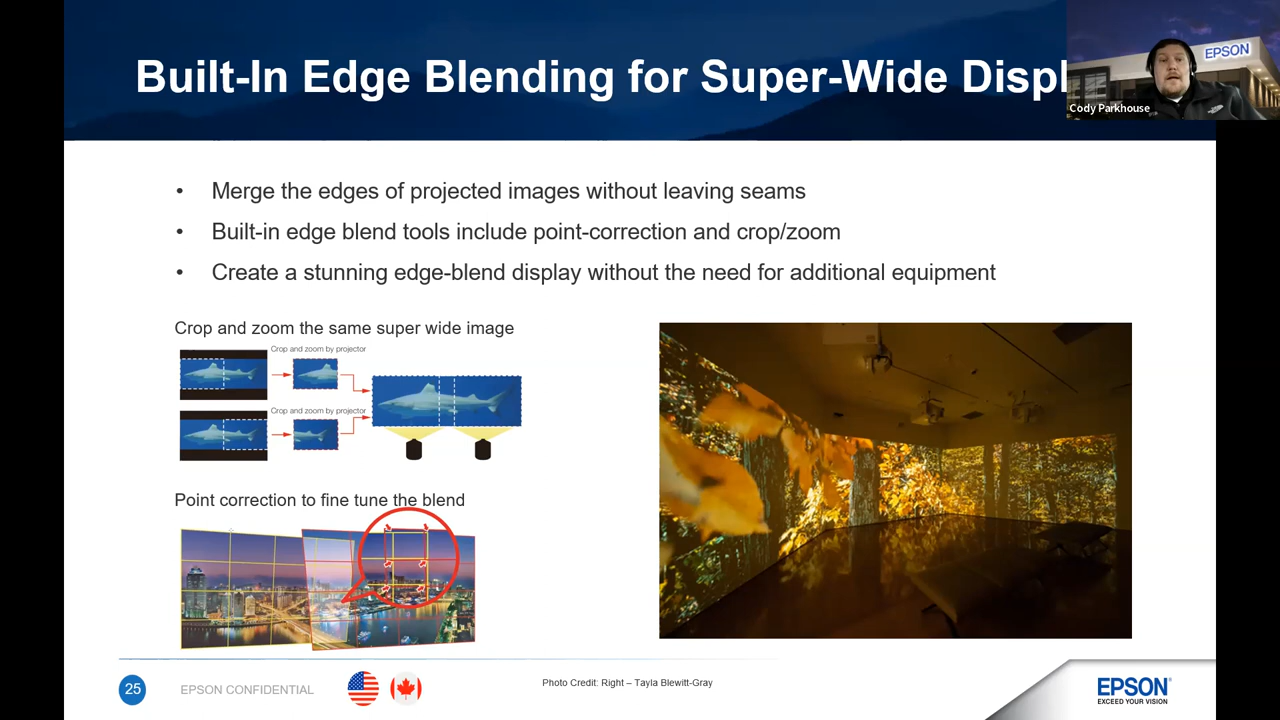 Built-In Edge Blending for Super-Wide Displ
EPSON
Cody Parkhouse
• Merge the edges of projected images without leaving seams
• Built-in edge blend tools include point-correction and crop/zoom
• Create a stunning edge-blend display without the need for additional equipment
Crop and zoom the same super wide image
Crop and zoom by projector
Crop and zoom by projector
Point correction to fine tune the blend
25
EPSON CONFIDENTIAL
Photo Credit: Right – Tayla Blewitt-Gray
EPSON®
EXCEED YOUR VISION